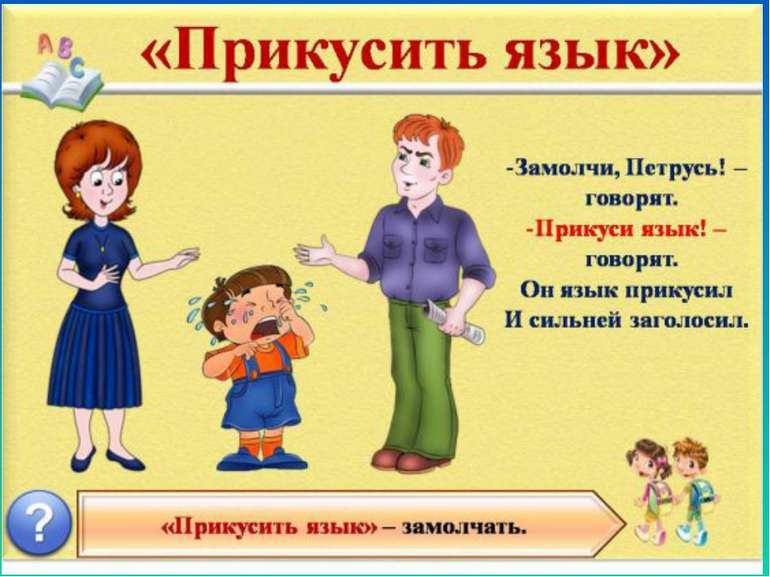 «Прикусить язык»
A B C
-Замолчи, Петрусь! –
говорят.
-Прикуси язык! –
говорят.
Он язык прикусил
И сильней заголосил.
?
«Прикусить язык» – замолчать.